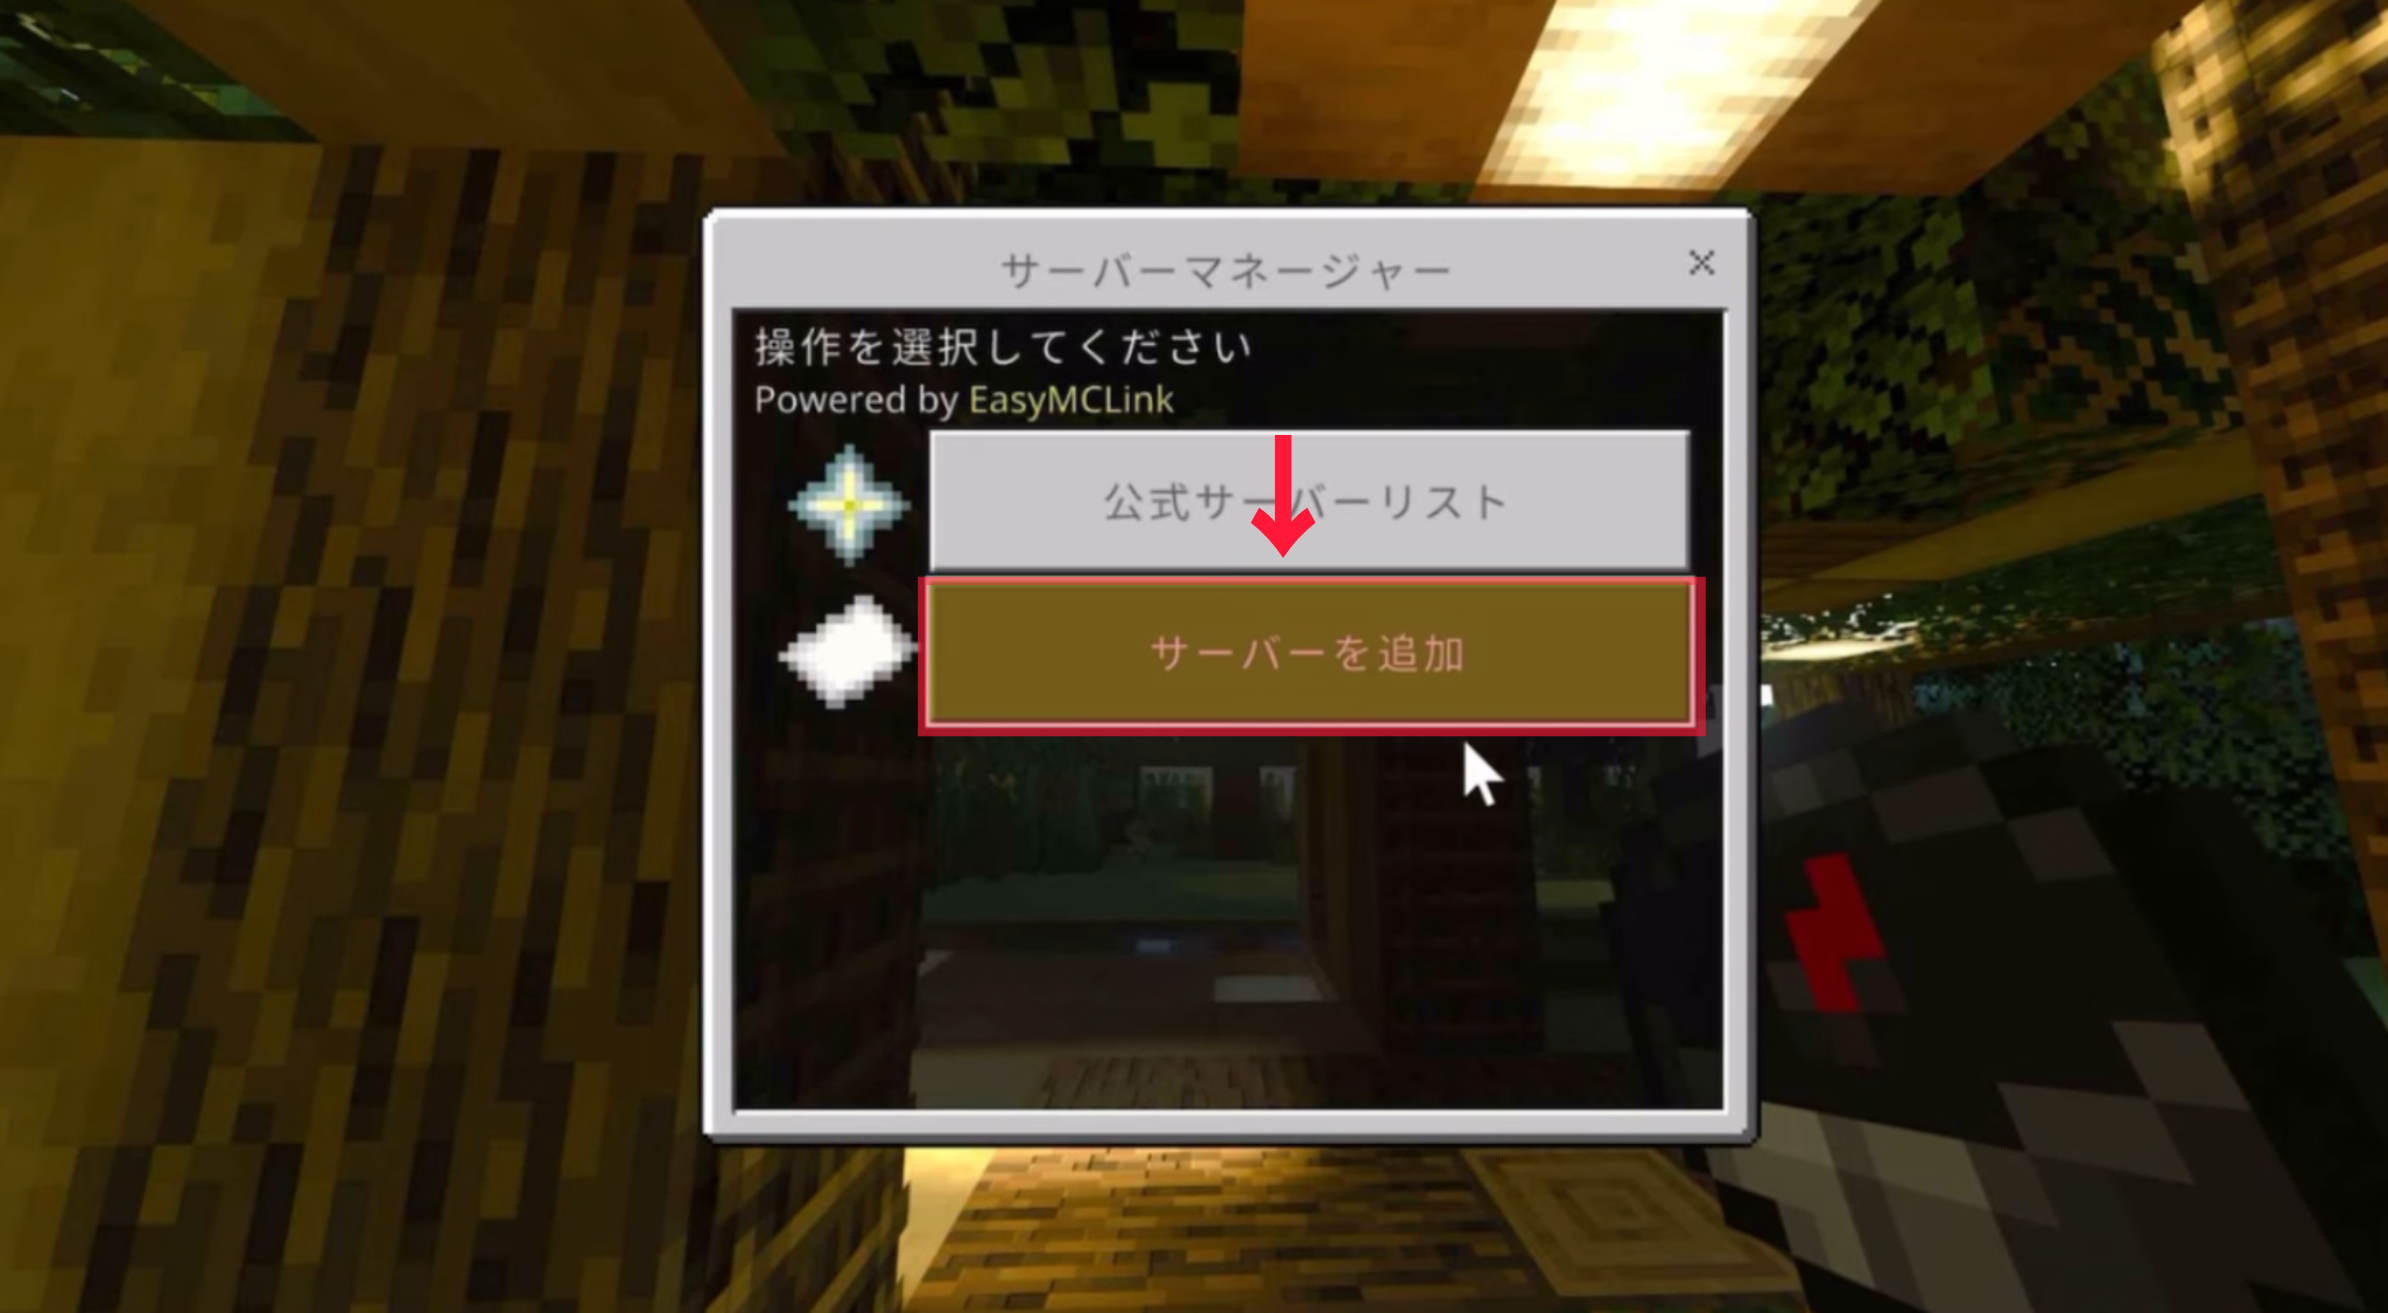 サーバーマネージャー
操作を選択してください
Powered by EasyMCLink
公式サーバーリスト
サーバーを追加